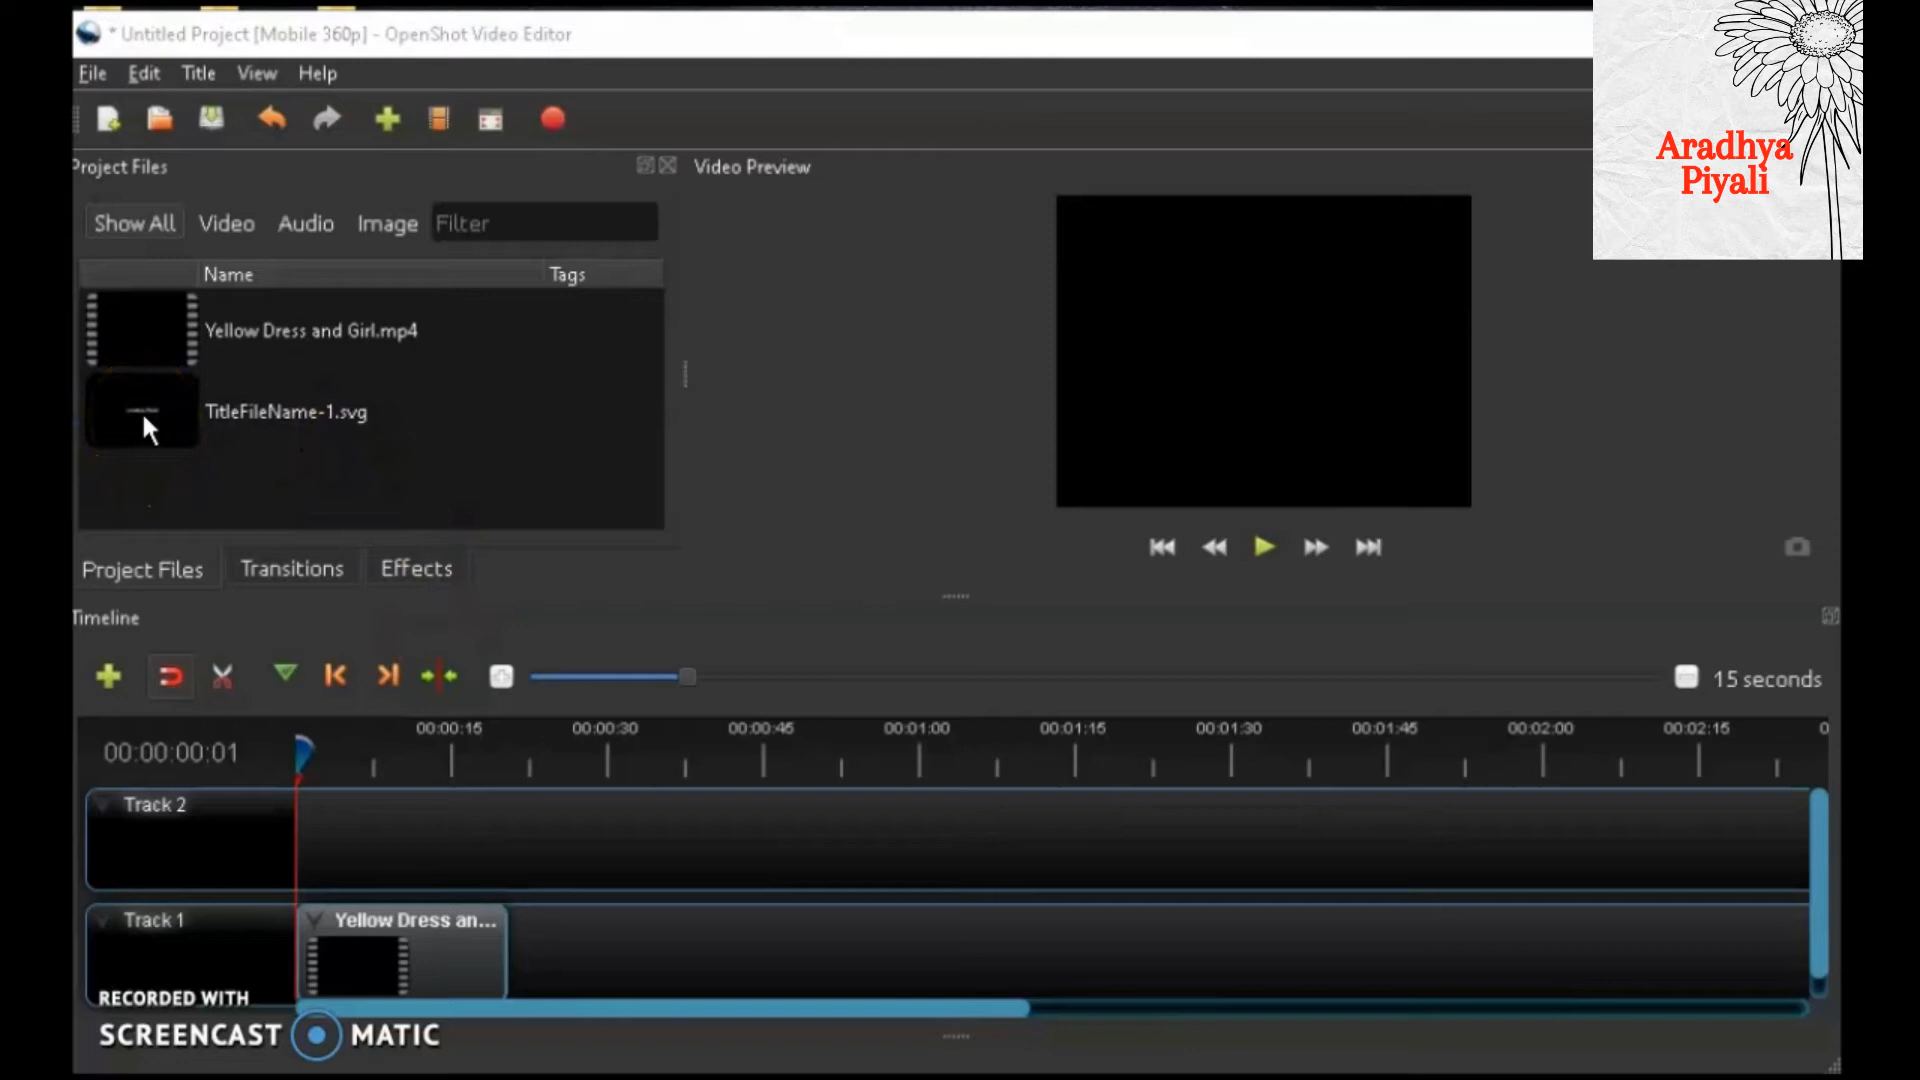 * Untitled Project [Mobile 360p] - OpenShot Video Editor
File Edit Title View Help
Aradhya
Piyali
Project Files
Video Preview
Show All Video Audio Image Filter
Name Tags
Yellow Dress and Girl.mp4
TitleFileName-1.svg
Project Files Transitions Effects
Timeline
15 seconds
00:00:00:01
00:00:15 00:00:30 00:00:45 00:01:00 00:01:15 00:01:30 00:01:45 00:02:00 00:02:15 0
Track 2
Track 1
Yellow Dress an...
RECORDED WITH
SCREENCAST MATIC